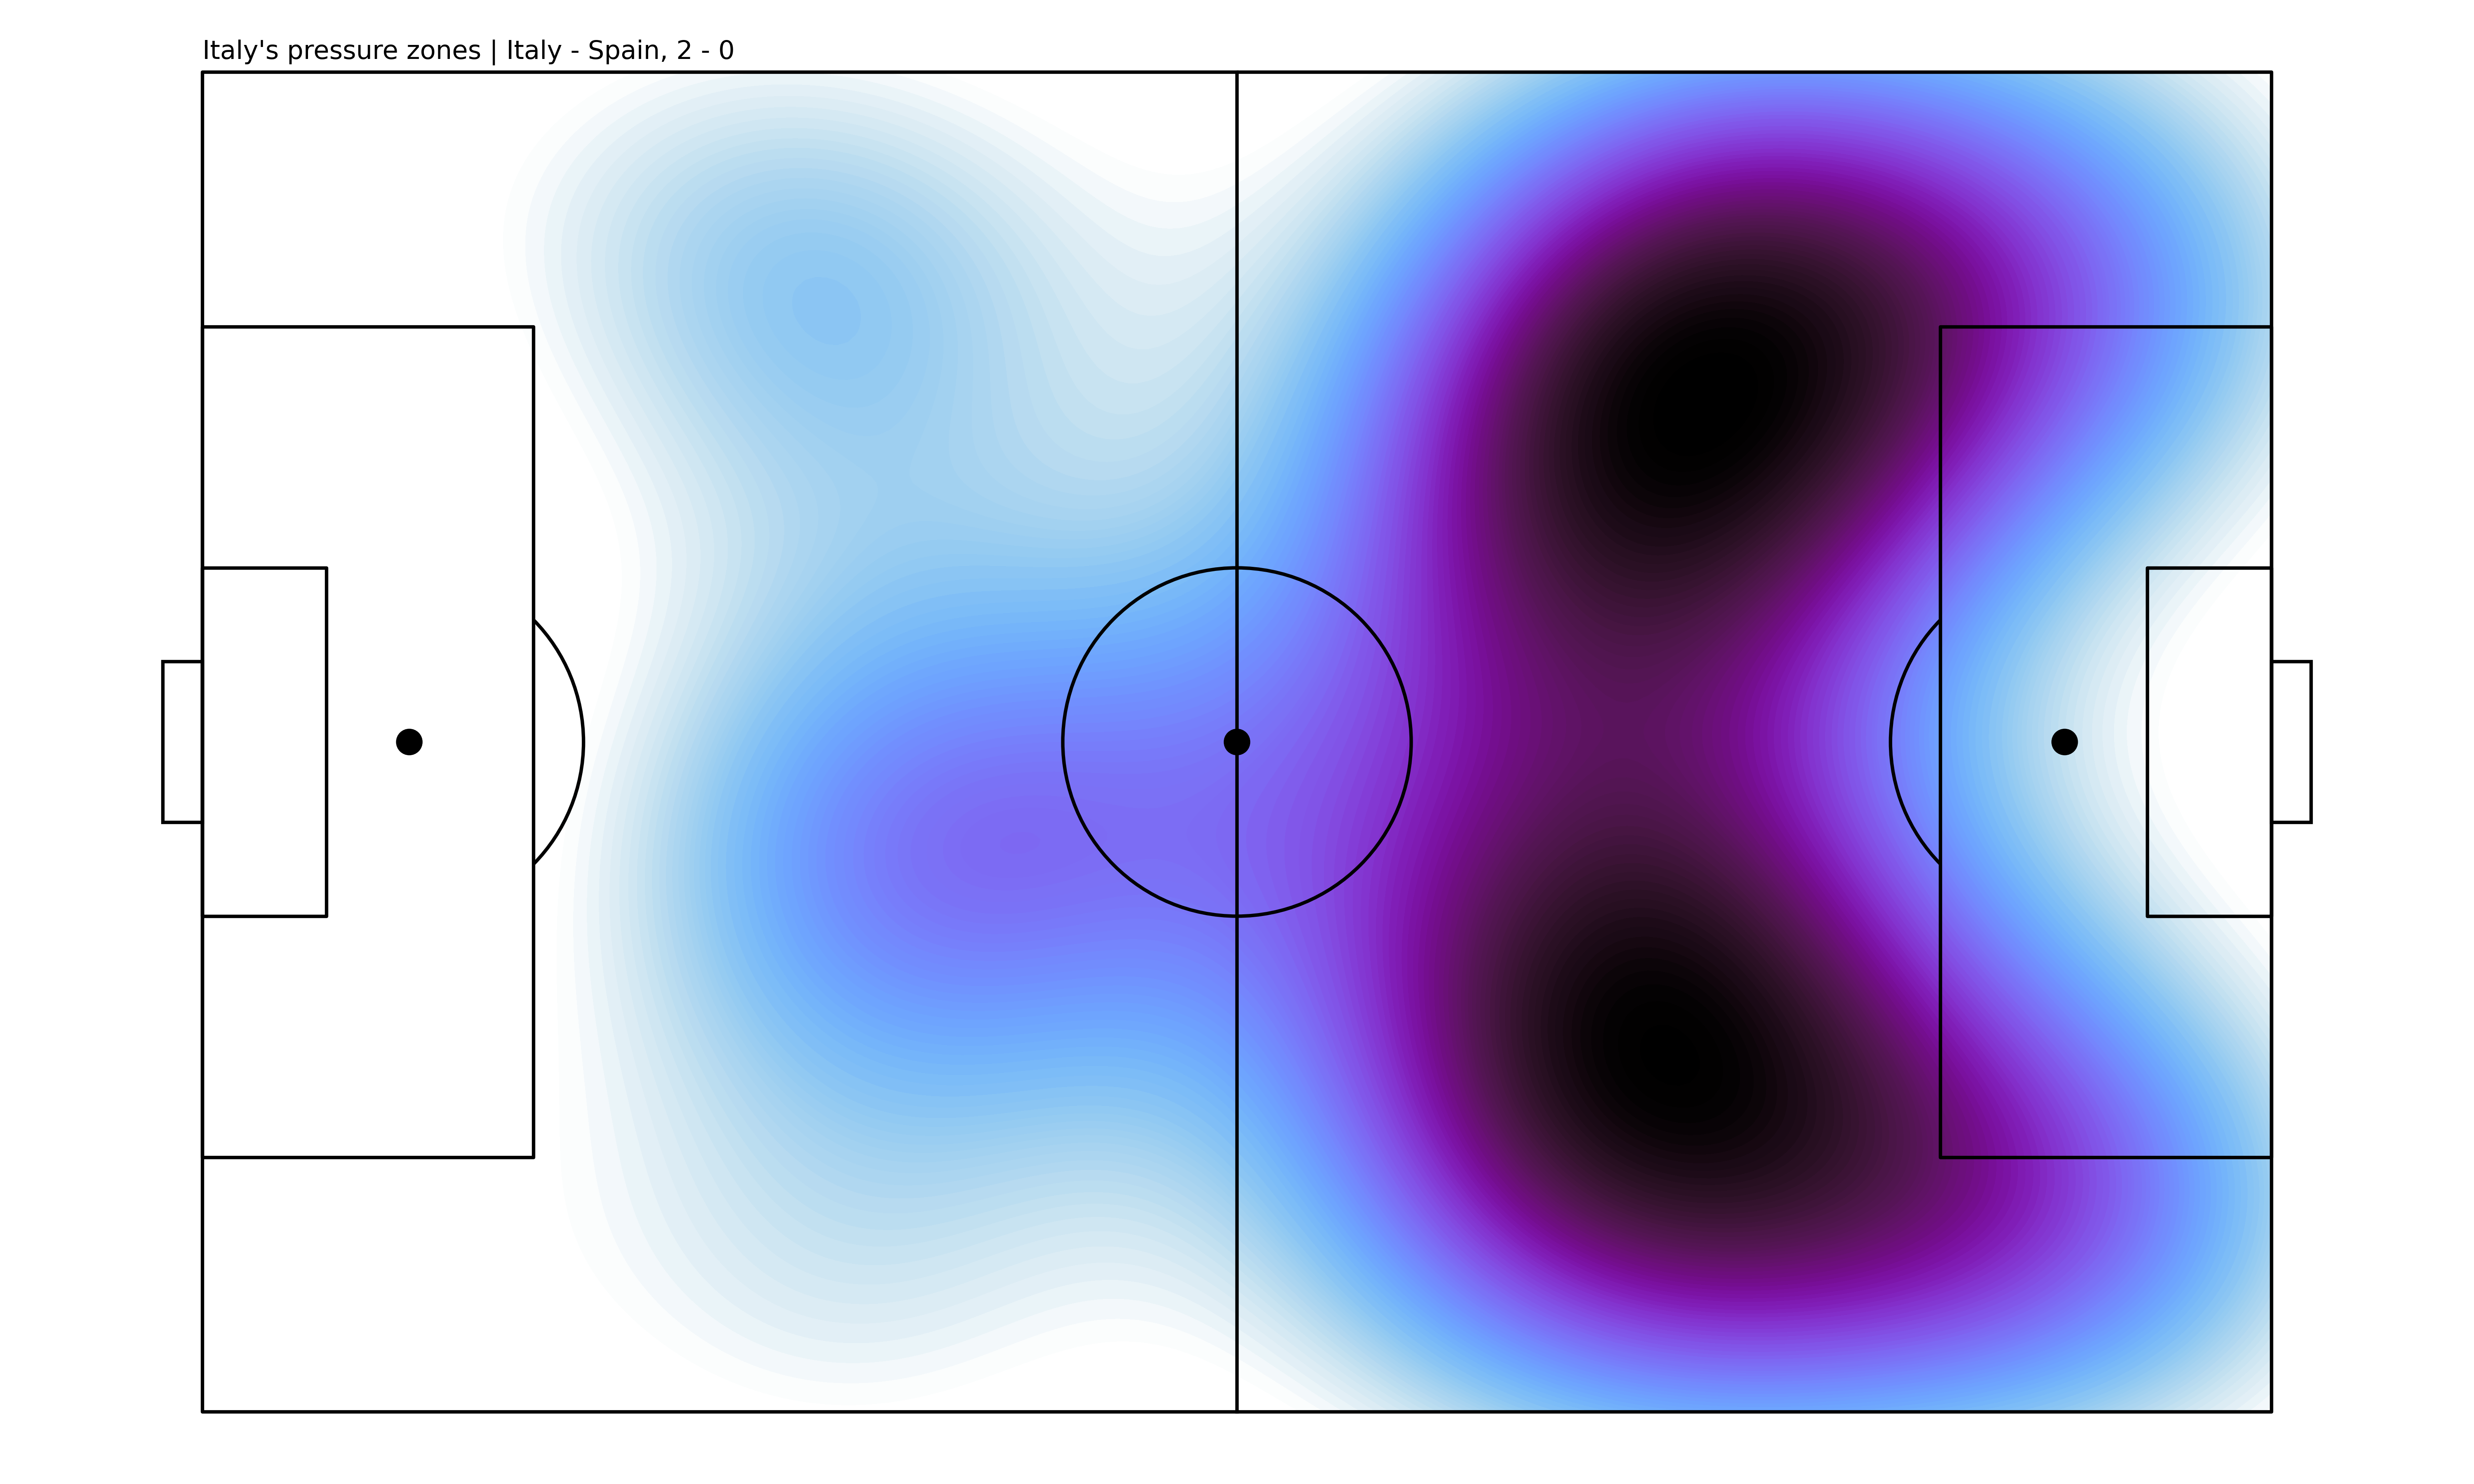 Italy's pressure zones | Italy - Spain, 2 - 0